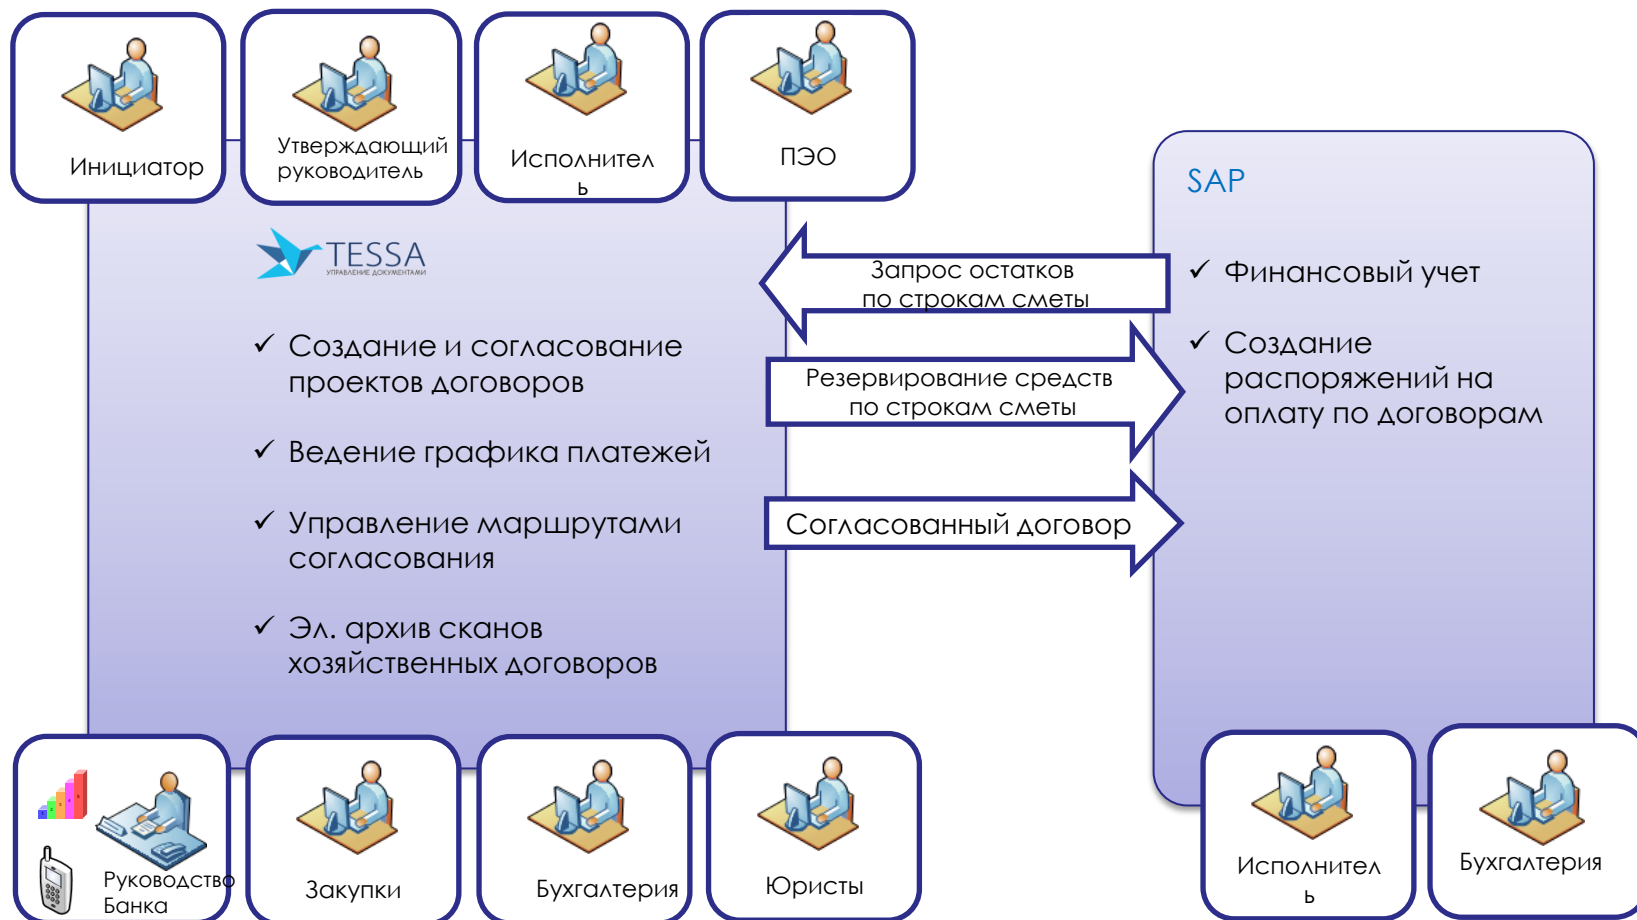 Инициатор
Утверждающий
руководитель
Исполнител
ь
ПЭО
TESSA
УПРАВЛЕНИЕ ДОКУМЕНТАМИ
✓ Создание и согласование
проектов договоров
✓ Ведение графика платежей
✓ Управление маршрутами
согласования
✓ Эл. архив сканов
хозяйственных договоров
Запрос остатков
по строкам сметы
Резервирование средств
по строкам сметы
Согласованный договор
SAP
✓ Финансовый учет
✓ Создание
распоряжений на
оплату по договорам
Руководство
Банка
Закупки
Бухгалтерия
Юристы
Исполнител
ь
Бухгалтерия